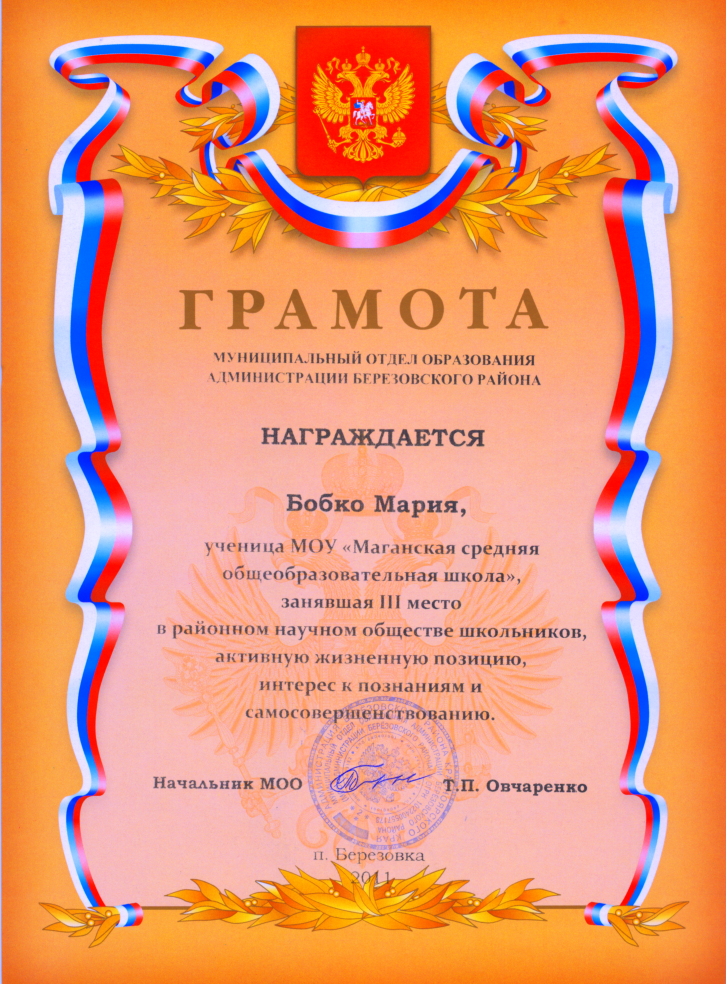 ГРАМОТА
МУНИЦИПАЛЬНЫЙ ОТДЕЛ ОБРАЗОВАНИЯ
АДМИНИСТРАЦИИ БЕРЕЗОВСКОГО РАЙОНА
НАГРАЖДАЕТСЯ
Бобко Мария,
ученица МОУ «Маганская средняя
общеобразовательная школа»,
занявшая III место
в районном научном обществе школьников,
активную жизненную позицию,
интерес к познаниям и
самосовершенствованию.
Начальник МОО Т.П. Овчаренко
п. Березовка
2011